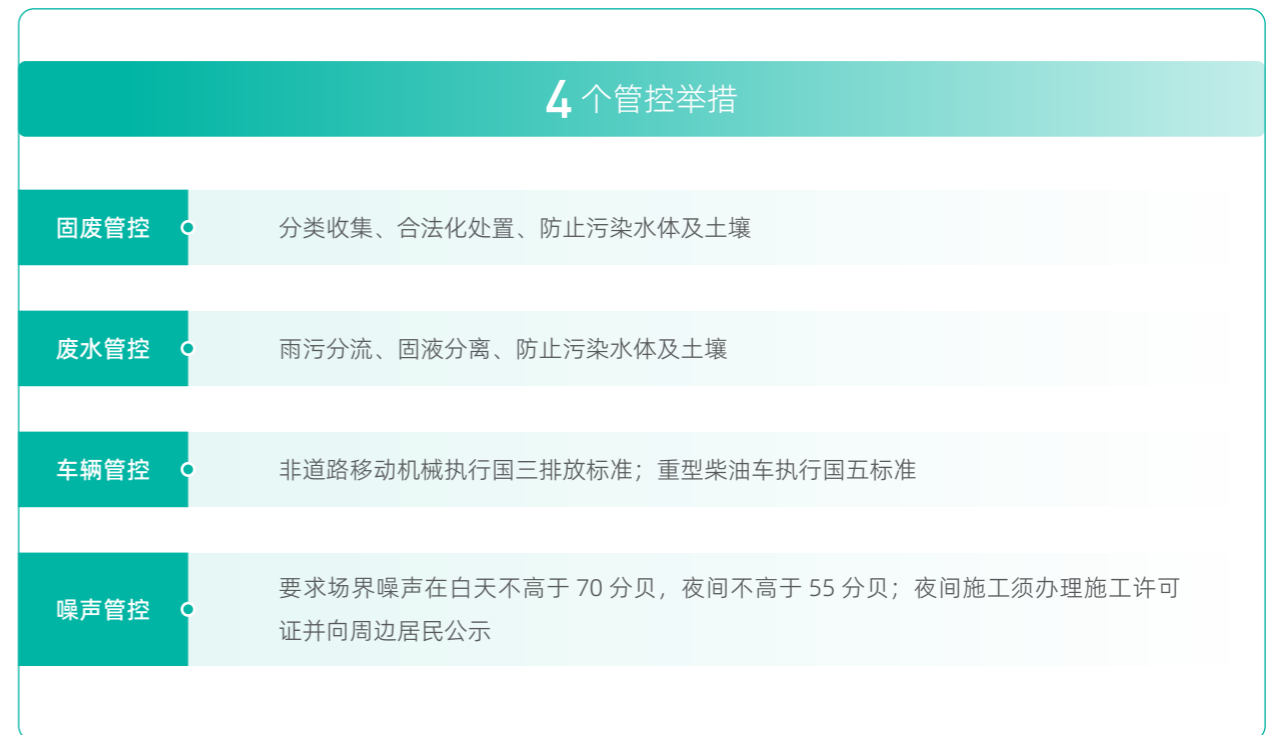 4 个管控举措
固废管控
分类收集、合法化处置、防止污染水体及土壤
废水管控
雨污分流、固液分离、防止污染水体及土壤
车辆管控
非道路移动机械执行国三排放标准；重型柴油车执行国五标准
噪声管控
要求场界噪声在白天不高于 70 分贝，夜间不高于 55 分贝；夜间施工须办理施工许可
证并向周边居民公示